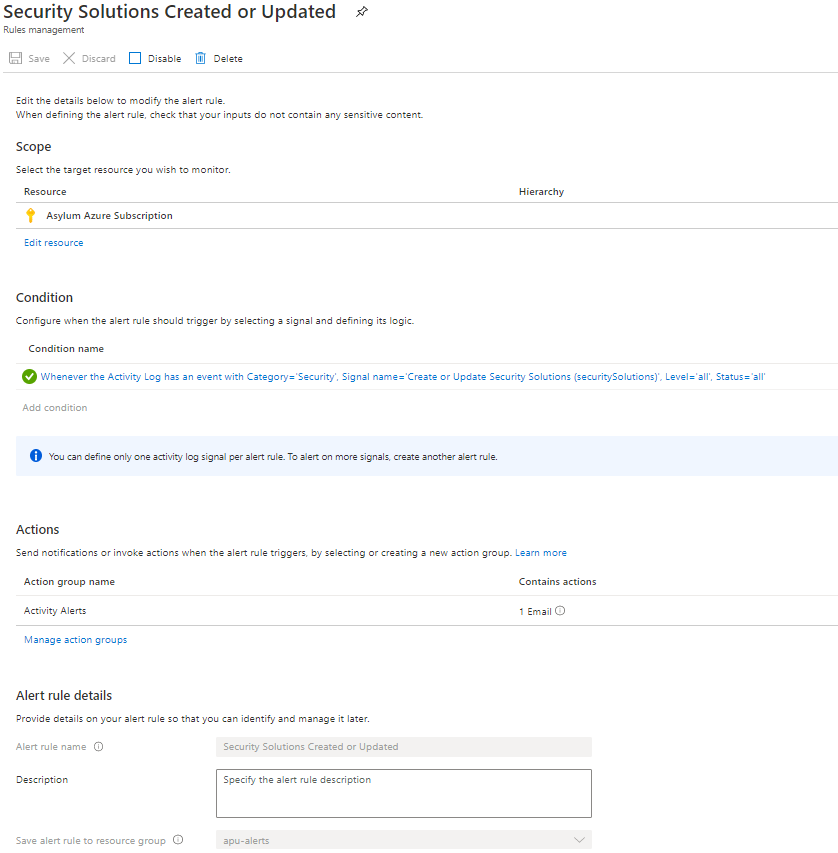 Security Solutions Created or Updated
Rules management
Save Discard Disable Delete
Edit the details below to modify the alert rule.
When defining the alert rule, check that your inputs do not contain any sensitive content.
Scope
Select the target resource you wish to monitor.
Resource Hierarchy
Asylum Azure Subscription
Edit resource
Condition
Configure when the alert rule should trigger by selecting a signal and defining its logic.
Condition name
Whenever the Activity Log has an event with Category='Security', Signal name='Create or Update Security Solutions (securitySolutions)', Level='all', Status='all'
Add condition
You can define only one activity log signal per alert rule. To alert on more signals, create another alert rule.
Actions
Send notifications or invoke actions when the alert rule triggers, by selecting or creating a new action group. Learn more
Action group name Contains actions
Activity Alerts 1 Email
Manage action groups
Alert rule details
Provide details on your alert rule so that you can identify and manage it later.
Alert rule name Security Solutions Created or Updated
Description Specify the alert rule description
Save alert rule to resource group apu-alerts